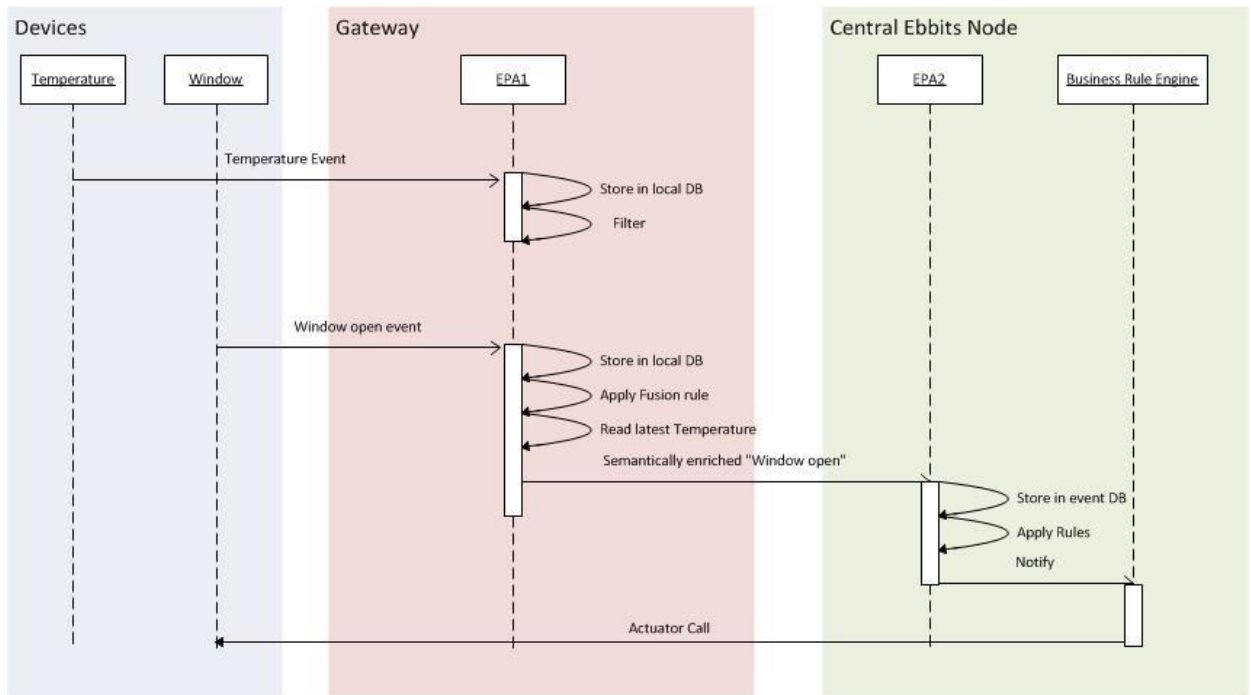 Devices
Gateway
Central Ebbits Node
Temperature
Window
EPA1
EPA2
Business Rule Engine
Temperature Event
Store in local DB
Filter
Window open event
Store in local DB
Apply Fusion rule
Read latest Temperature
Semantically enriched "Window open"
Store in event DB
Apply Rules
Notify
Actuator Call